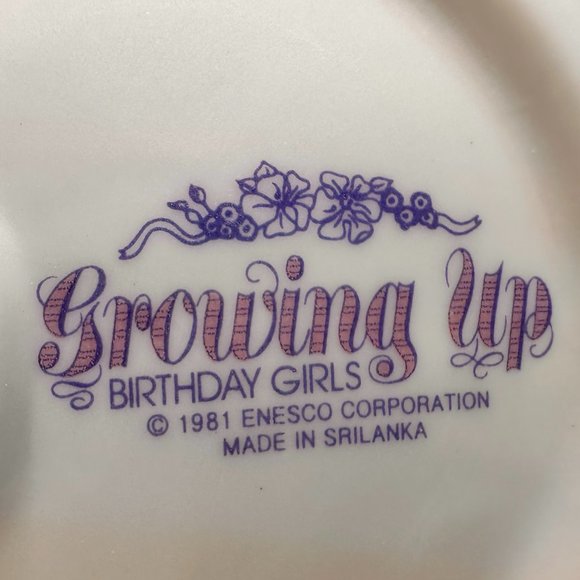 Growing Up
BIRTHDAY GIRLS
© 1981 ENESCO CORPORATION
MADE IN SRILANKA